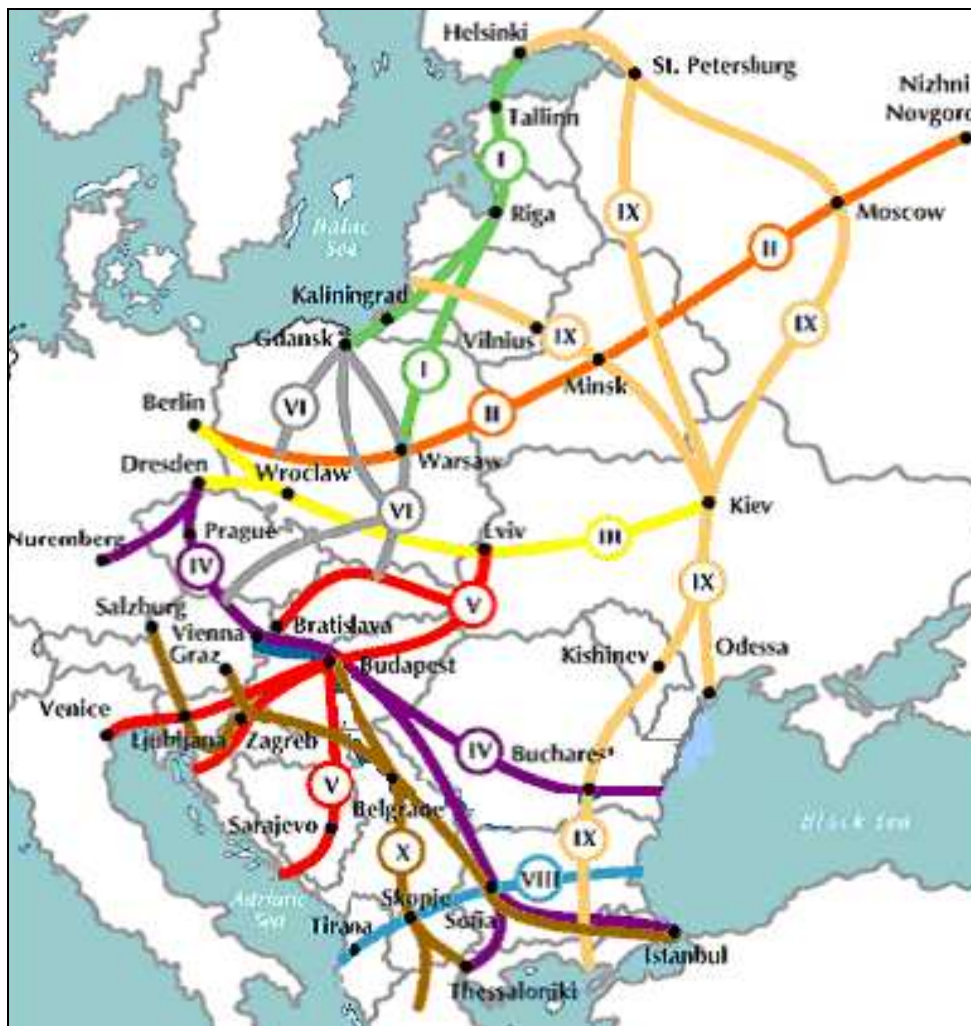 Helsinki
St. Petersburg
Nizhni
Novgoro
Tallinn
I
Riga
IX
Moscow
II
Baltic
Sea
Kaliningrad
Gdansk
Vilnius
IX
IX
Minsk
I
VI
II
Berlin
Dresden
Wroclaw
Warsaw
VI
Kiev
Lviv
III
Nuremberg
Prague
IV
IX
Salzburg
V
Vienna
Bratislava
Graz
Budapest
Kishinev
Odessa
Venice
Ljubljana
Zagreb
IV
Bucharest
V
Belgrane
Sarajevo
IX
Black Sea
X
VIII
Adriatic
Sea
Skopje
Tirana
Sofia
Istanbul
Thessaloniki